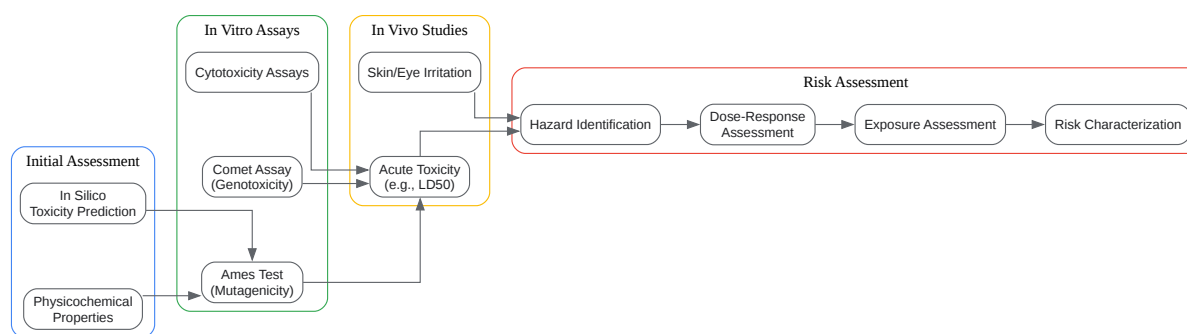 Initial Assessment
In Silico
Toxicity Prediction
Physicochemical
Properties
In Vitro Assays
Cytotoxicity Assays
Comet Assay
(Genotoxicity)
Ames Test
(Mutagenicity)
In Vivo Studies
Skin/Eye Irritation
Acute Toxicity
(e.g., LD50)
Risk Assessment
Hazard Identification
Dose-Response
Assessment
Exposure Assessment
Risk Characterization